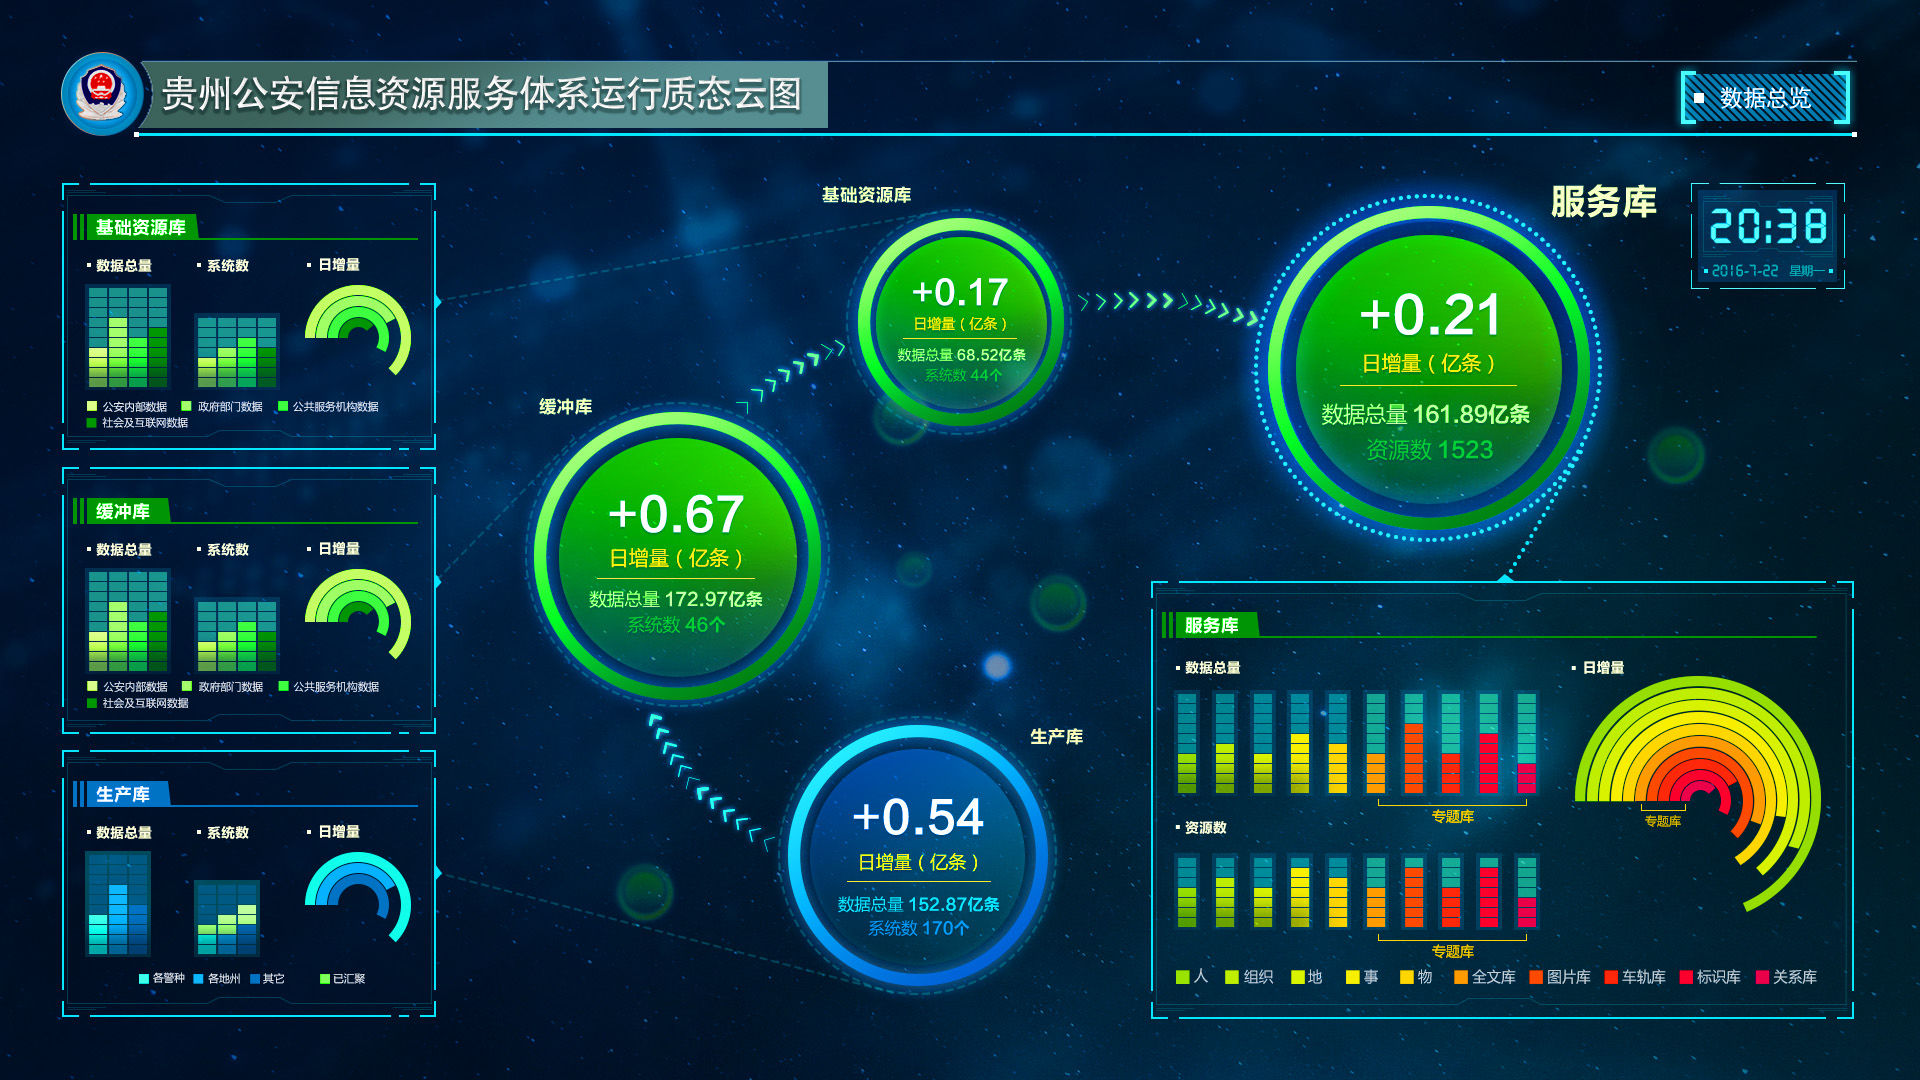 贵州公安信息资源服务体系运行质态云图
数据总览
20:38
2016-7-22 星期一
基础资源库
数据总量 系统数 日增量
公安内部数据 政府部门数据 公共服务机构数据
社会及互联网数据
缓冲库
数据总量 系统数 日增量
公安内部数据 政府部门数据 公共服务机构数据
社会及互联网数据
生产库
数据总量 系统数 日增量
各警种 各地州 其它 已汇聚
基础资源库
+0.17
日增量（亿条）
数据总量 68.52亿条
系统数 44个
缓冲库
+0.67
日增量（亿条）
数据总量 172.97亿条
系统数 46个
生产库
+0.54
日增量（亿条）
数据总量 152.87亿条
系统数 170个
服务库
+0.21
日增量（亿条）
数据总量 161.89亿条
资源数 1523
服务库
数据总量
专题库
资源数
专题库
日增量
专题库
人 组织 地 事 物 全文库 图片库 车轨库 标识库 关系库